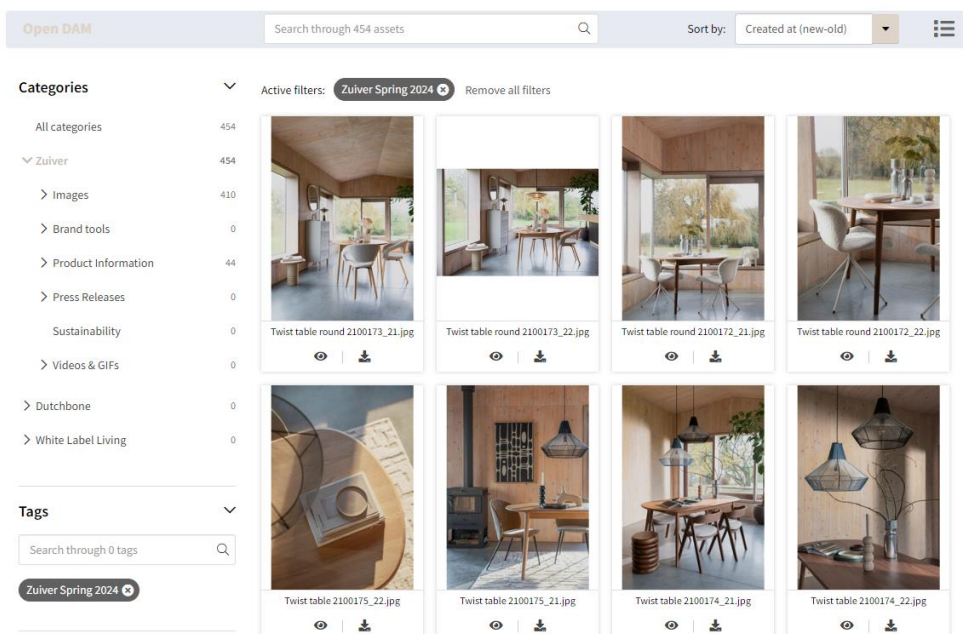 Open DAM
Search through 454 assets
Sort by:
Created at (new-old)
Categories
Active filters:
Zuiver Spring 2024
Remove all filters
All categories 454
Zuiver 454
Images 410
Brand tools 0
Product Information 44
Press Releases 0
Sustainability 0
Videos & GIFs 0
Dutchbone 0
White Label Living 0
Tags
Search through 0 tags
Zuiver Spring 2024
Twist table round 2100173_21.jpg
Twist table round 2100173_22.jpg
Twist table round 2100172_21.jpg
Twist table round 2100172_22.jpg
Twist table 2100175_22.jpg
Twist table 2100175_21.jpg
Twist table 2100174_21.jpg
Twist table 2100174_22.jpg